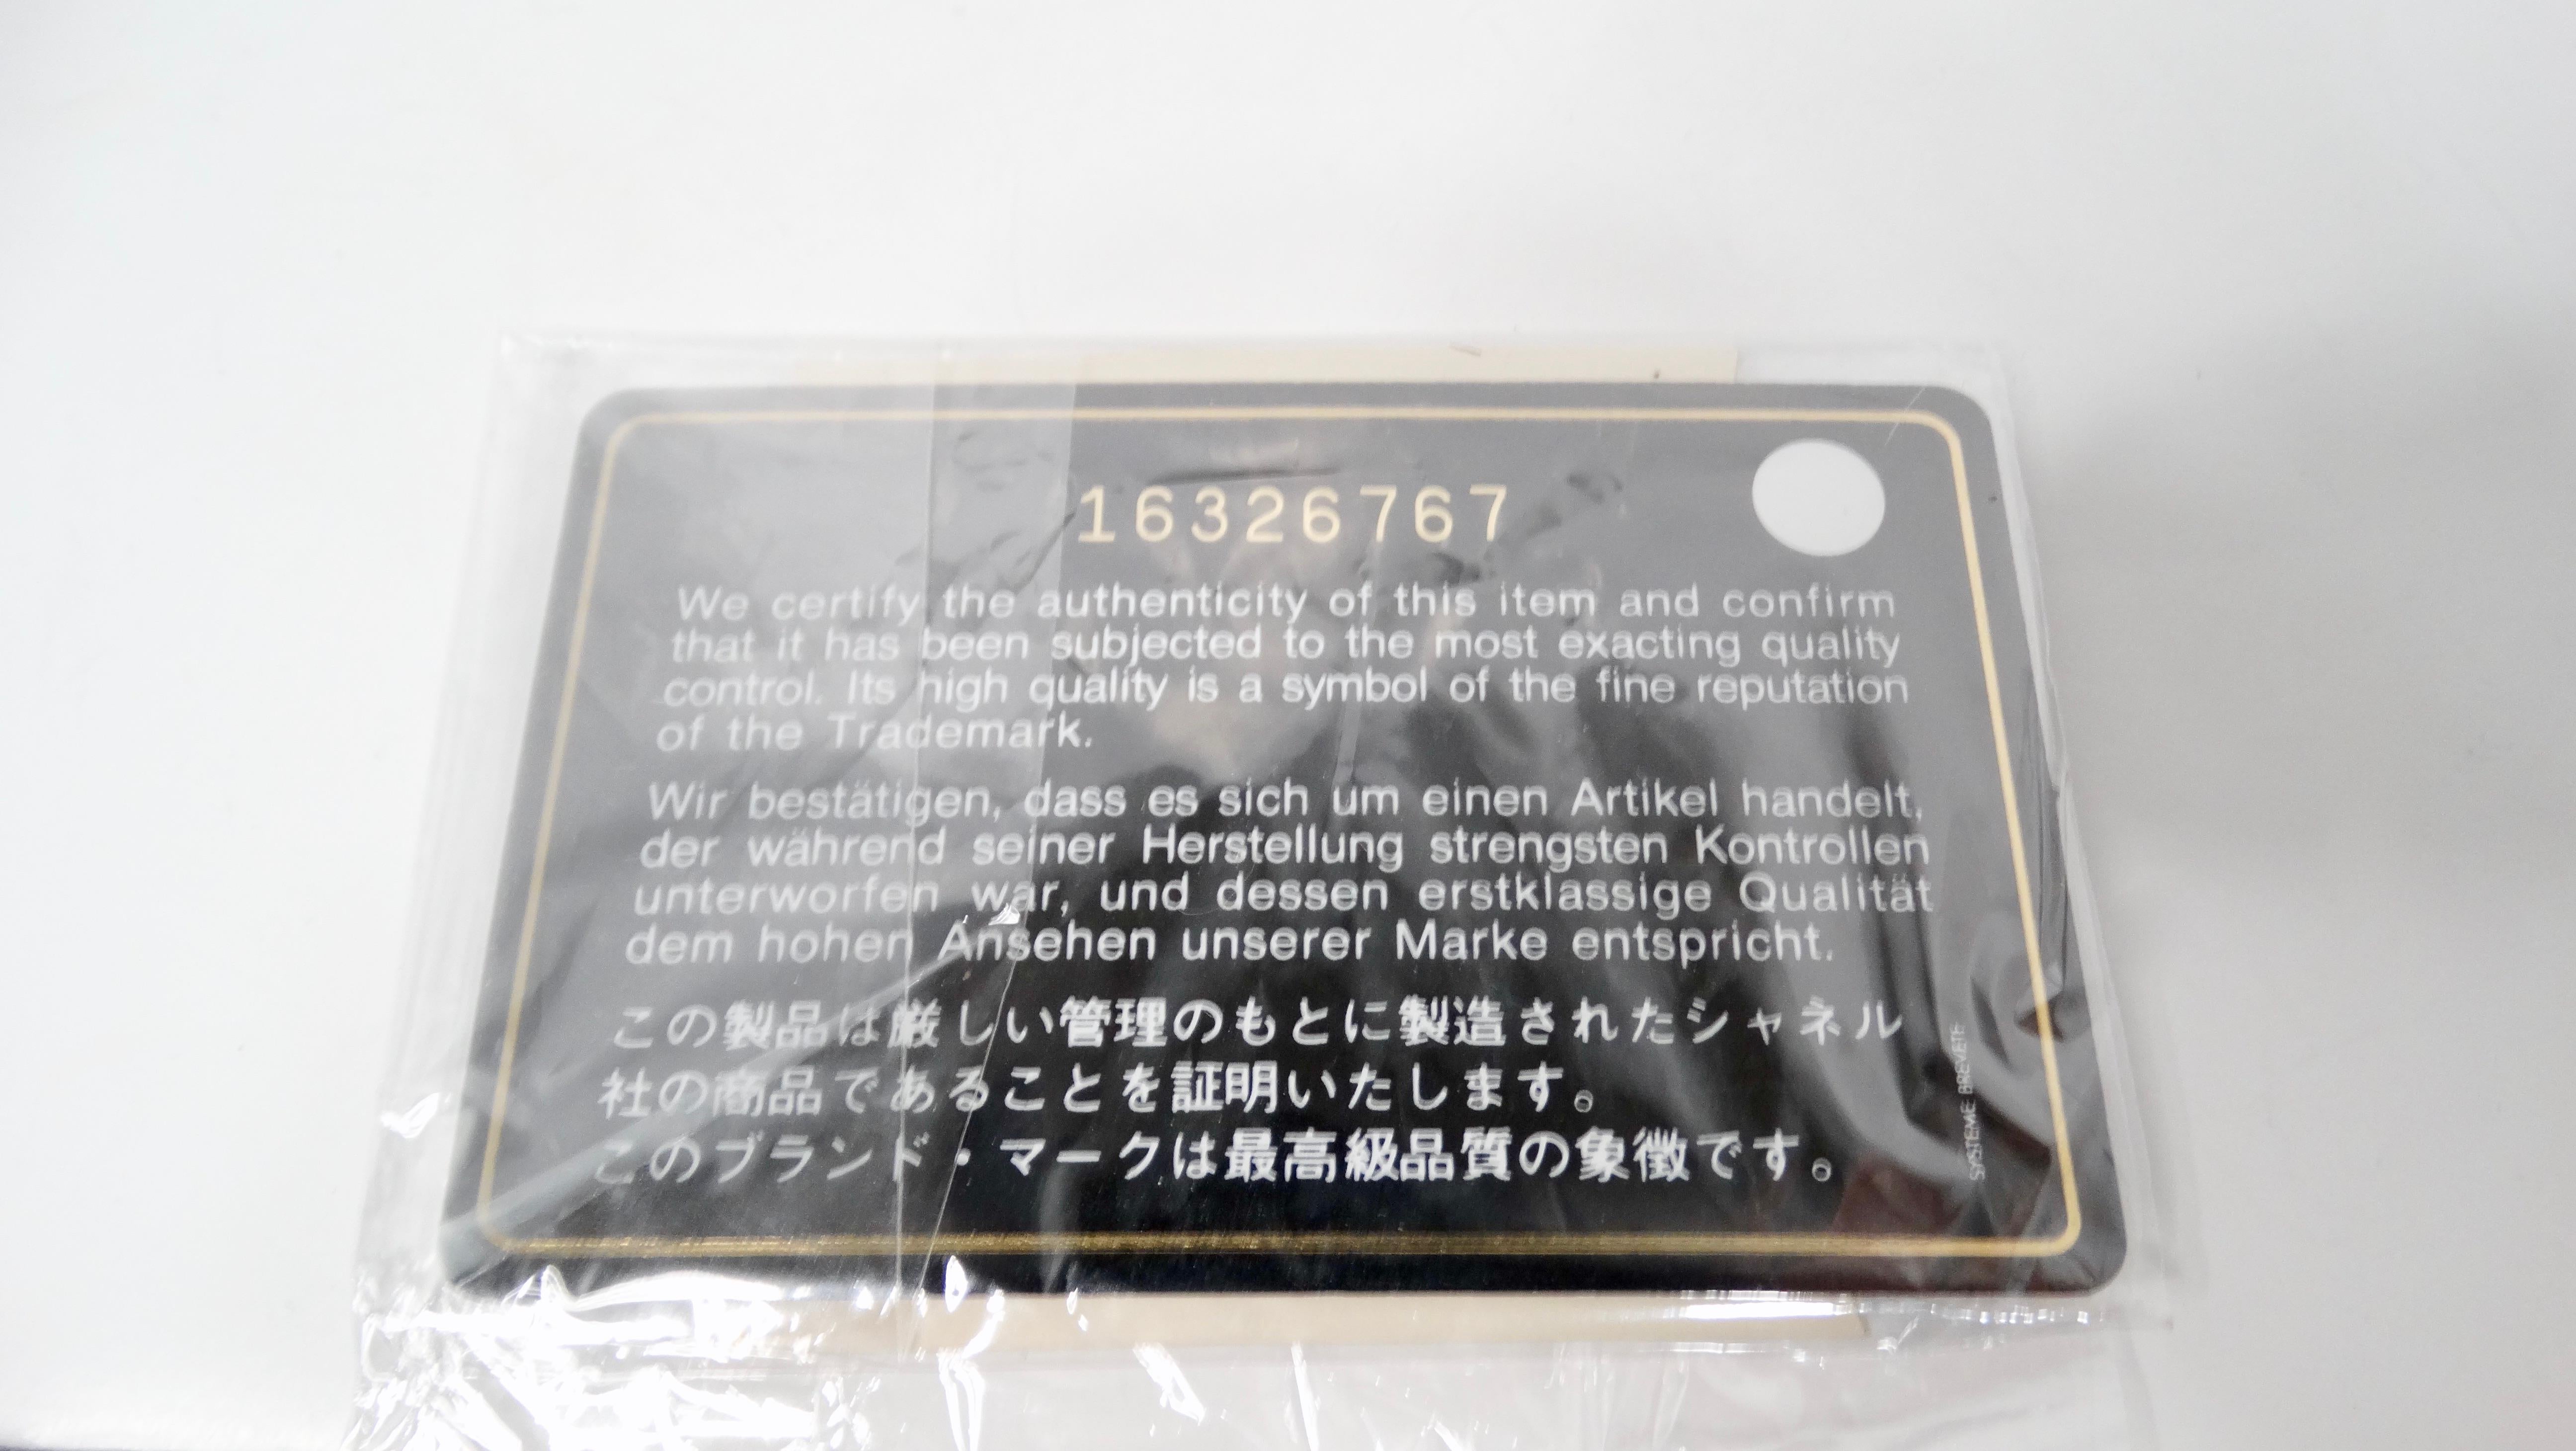 16326767
We certify the authenticity of this item and confirm
that it has been subjected to the most exacting quality
control. Its high quality is a symbol of the fine reputation
of the Trademark.
Wir bestätigen, dass es sich um einen Artikel handelt,
der während seiner Herstellung strengsten Kontrollen
unterworfen war, und dessen erstklassige Qualität
dem hohen Ansehen unserer Marke entspricht.
この製品は厳しい管理のもとに製造されたシャネル
社の商品であることを証明いたします。
このブランド・マークは最高級品質の象徴です。
SYSTEME BREVETE